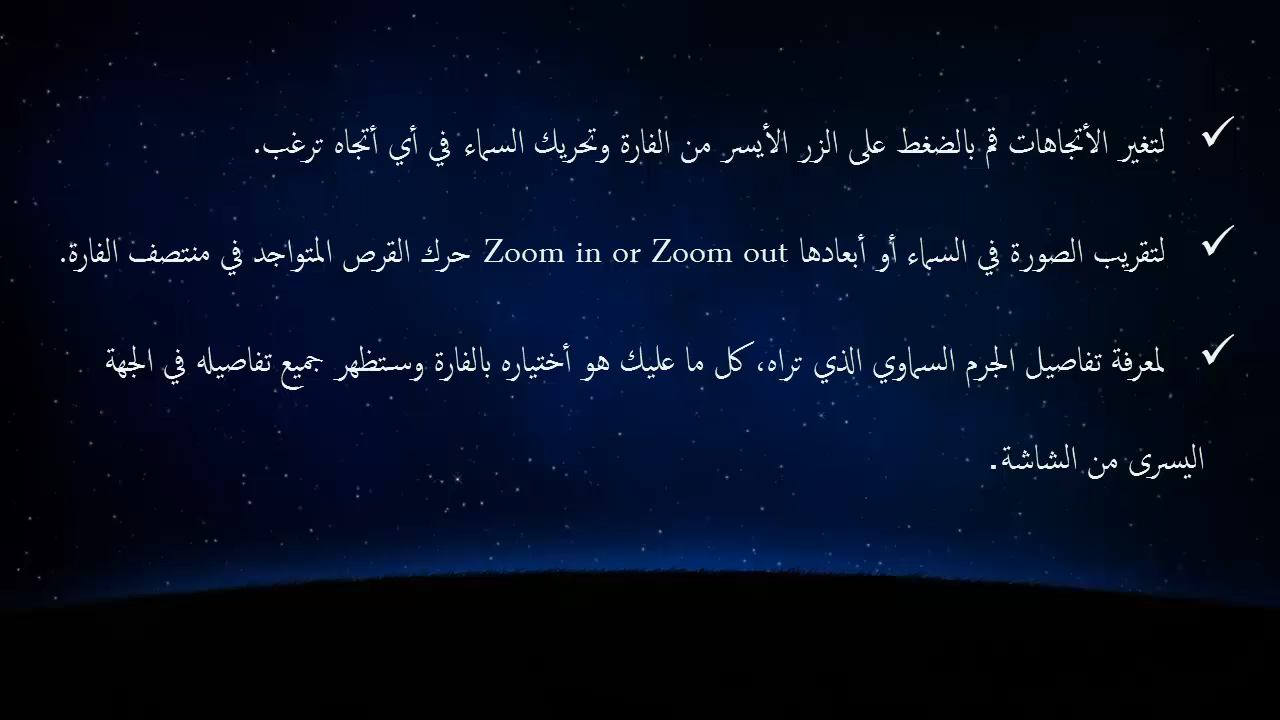 ✓ لتغير الأتجاهات قم بالضغط على الزر الأيسر من الفارة وتحريك السماء في أي أتجاه ترغب.
✓ لتقريب الصورة في السماء أو أبعادها Zoom in or Zoom out حرك القرص المتواجد في منتصف الفارة.
✓ لمعرفة تفاصيل الجرم السماوي الذي تراه، كل ما عليك هو أختياره بالفارة وستظهر جميع تفاصيله في الجهة
اليسرى من الشاشة.